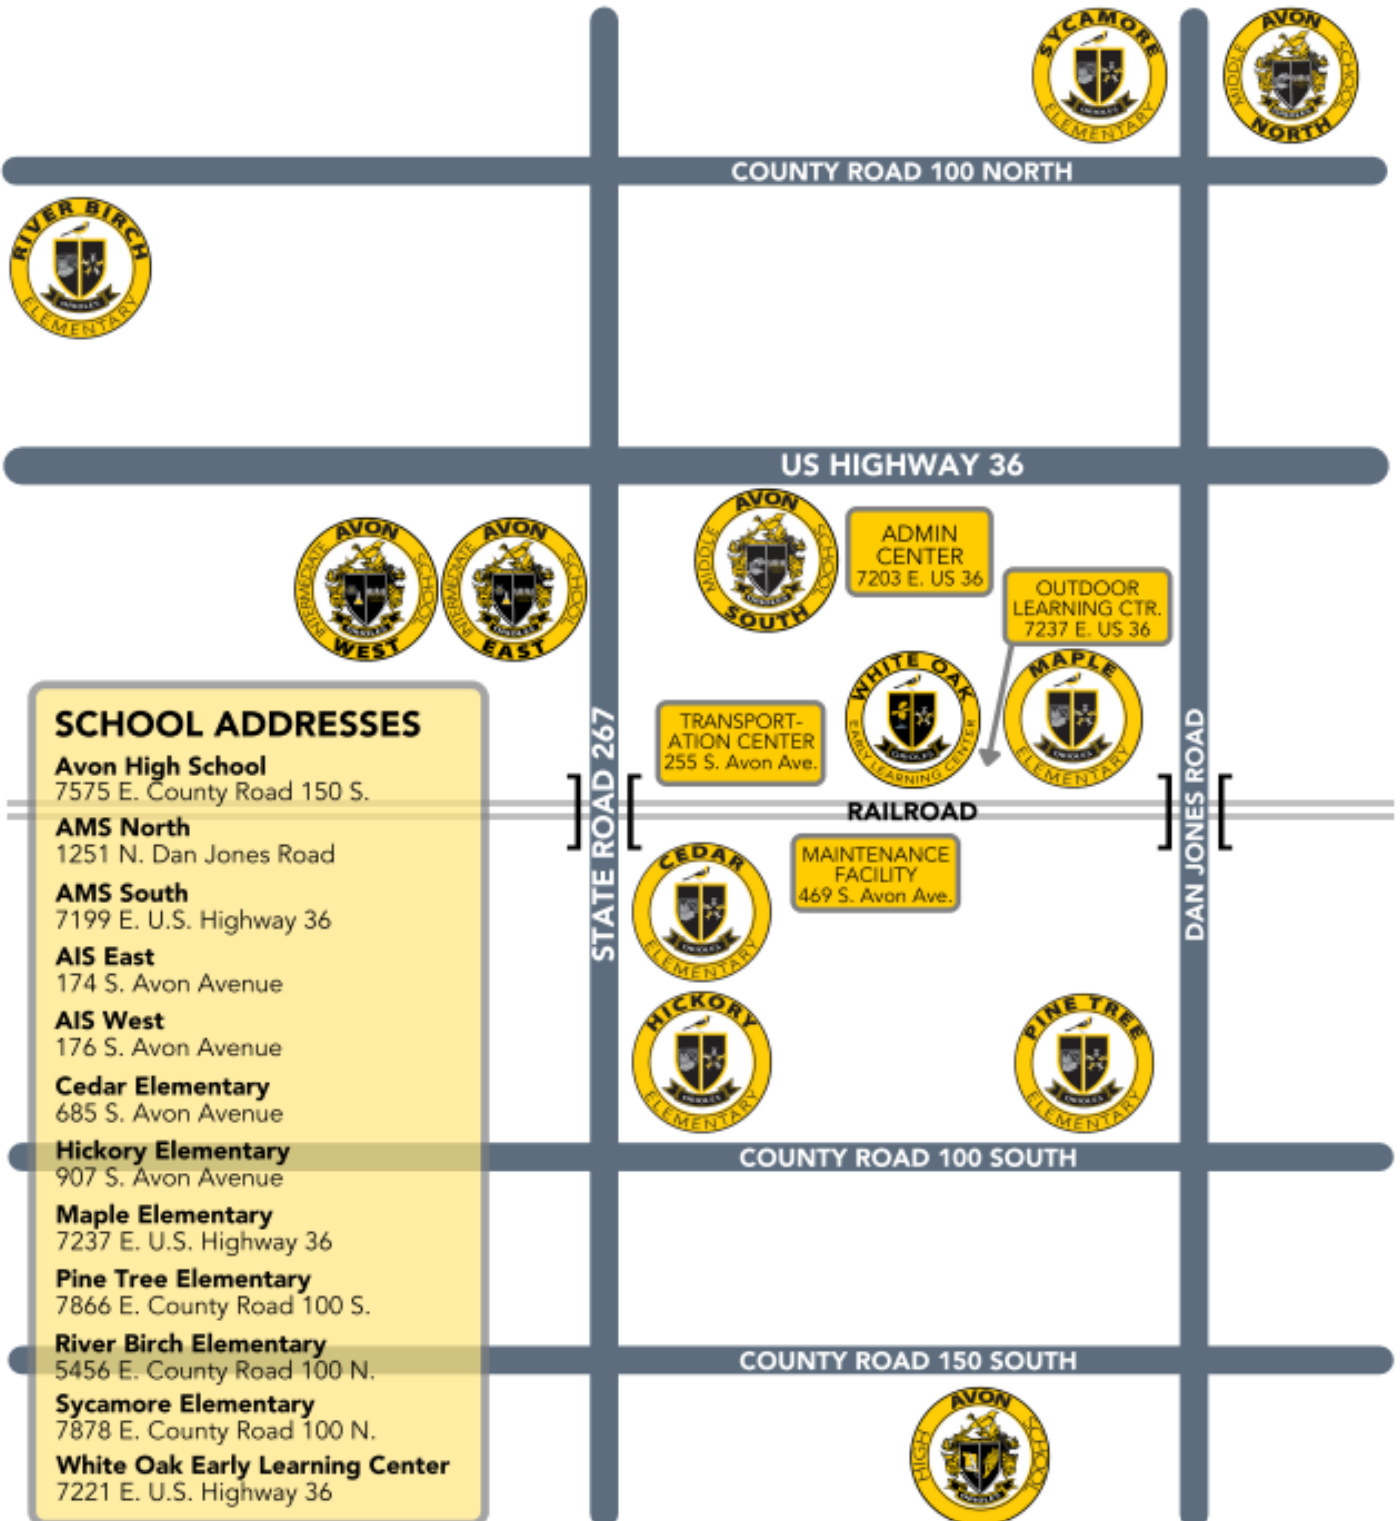 SYCAMORE
ELEMENTARY
AVON
MIDDLE SCHOOL
NORTH
COUNTY ROAD 100 NORTH
RIVER BIRCH
ELEMENTARY
US HIGHWAY 36
AVON
INTERMEDIATE SCHOOL
WEST
AVON
INTERMEDIATE SCHOOL
EAST
AVON
MIDDLE SCHOOL
SOUTH
ADMIN
CENTER
7203 E. US 36
OUTDOOR
LEARNING CTR.
7237 E. US 36
WHITE OAK
EARLY LEARNING CENTER
MAPLE
ELEMENTARY
TRANSPORT-
ATION CENTER
255 S. Avon Ave.
STATE ROAD 267
DAN JONES ROAD
RAILROAD
MAINTENANCE
FACILITY
469 S. Avon Ave.
CEDAR
ELEMENTARY
HICKORY
ELEMENTARY
PINE TREE
ELEMENTARY
COUNTY ROAD 100 SOUTH
COUNTY ROAD 150 SOUTH
AVON
HIGH SCHOOL
SCHOOL ADDRESSES
Avon High School
7575 E. County Road 150 S.
AMS North
1251 N. Dan Jones Road
AMS South
7199 E. U.S. Highway 36
AIS East
174 S. Avon Avenue
AIS West
176 S. Avon Avenue
Cedar Elementary
685 S. Avon Avenue
Hickory Elementary
907 S. Avon Avenue
Maple Elementary
7237 E. U.S. Highway 36
Pine Tree Elementary
7866 E. County Road 100 S.
River Birch Elementary
5456 E. County Road 100 N.
Sycamore Elementary
7878 E. County Road 100 N.
White Oak Early Learning Center
7221 E. U.S. Highway 36